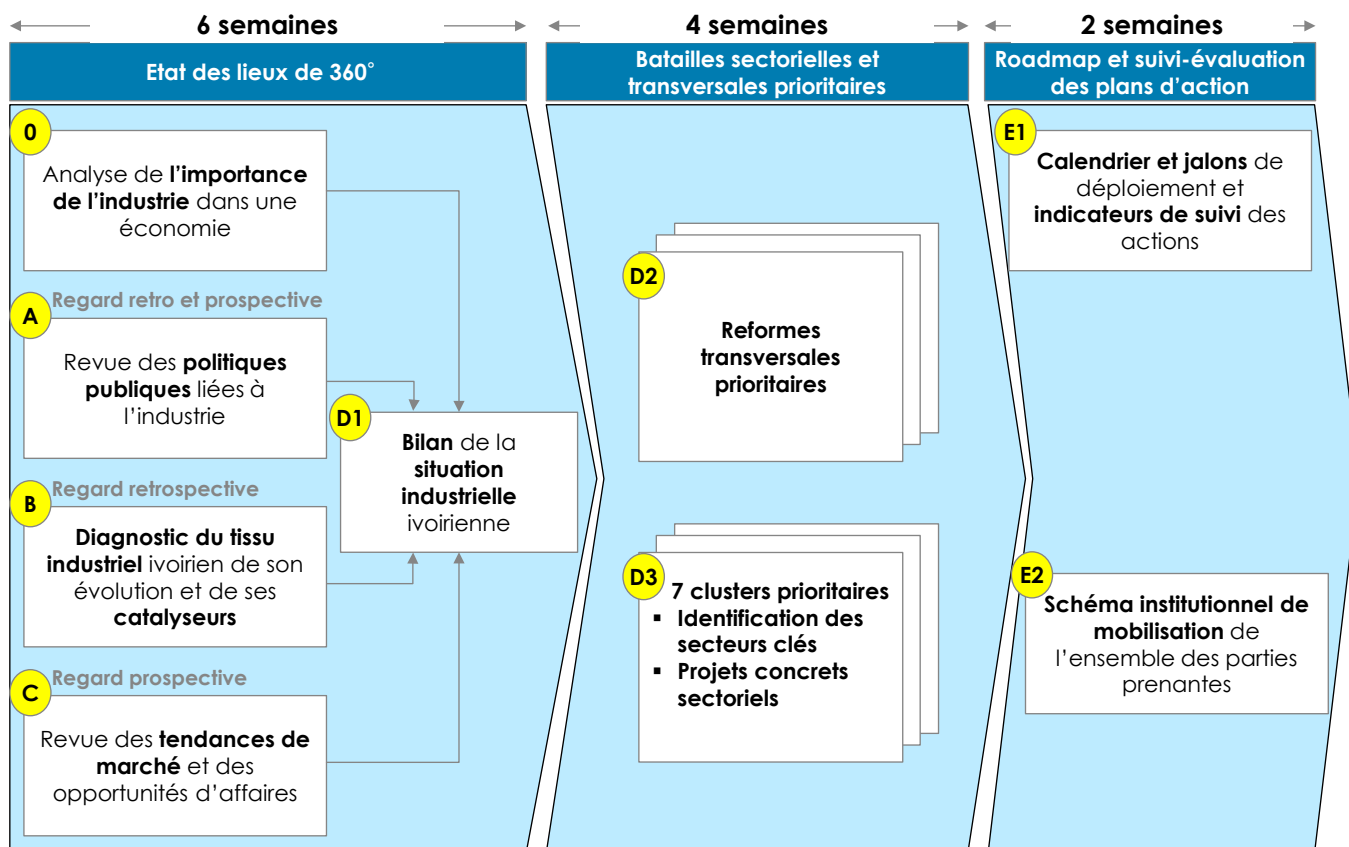 6 semaines
Etat des lieux de 360°
0
Analyse de l'importance
de l'industrie dans une
économie
Regard retro et prospective
A
Revue des politiques
publiques liées à
l'industrie
Regard retrospective
B
Diagnostic du tissu
industriel ivoirien de son
évolution et de ses
catalyseurs
Regard prospective
C
Revue des tendances de
marché et des
opportunités d'affaires
D1
Bilan de la
situation
industrielle
ivoirienne
4 semaines
Batailles sectorielles et
transversales prioritaires
D2
Reformes
transversales
prioritaires
D3
7 clusters prioritaires
▪ Identification des
secteurs clés
▪ Projets concrets
sectoriels
2 semaines
Roadmap et suivi-évaluation
des plans d'action
E1
Calendrier et jalons de
déploiement et
indicateurs de suivi des
actions
E2
Schéma institutionnel de
mobilisation de
l'ensemble des parties
prenantes